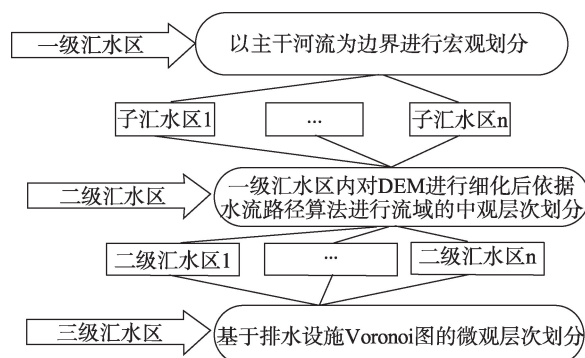 一级汇水区
以主干河流为边界进行宏观划分
子汇水区1
...
子汇水区n
二级汇水区
一级汇水区内对DEM进行细化后依据
水流路径算法进行流域的中观层次划分
二级汇水区1
...
二级汇水区n
三级汇水区
基于排水设施Voronoi图的微观层次划分